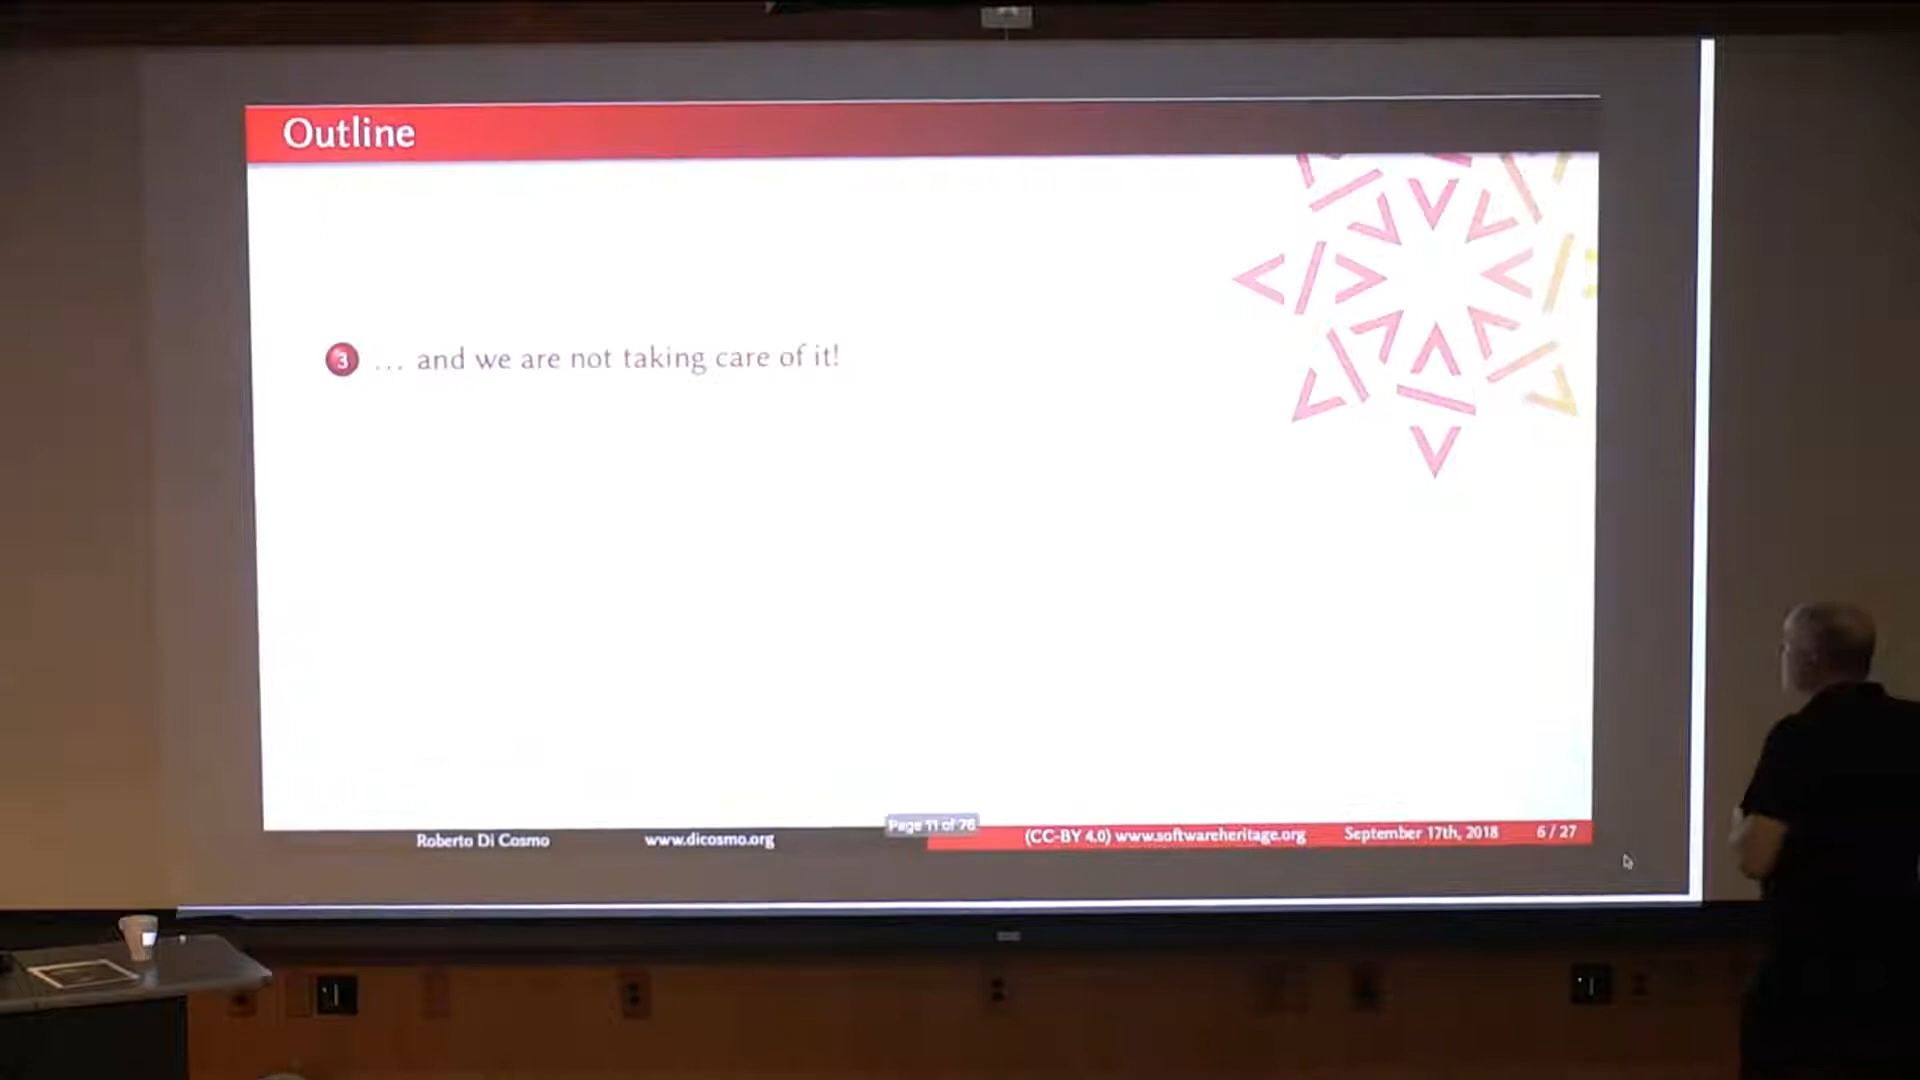 Outline
3 ... and we are not taking care of it!
Page 11 of 76
Roberto Di Cosmo www.dicosmo.org (CC-BY 4.0) www.softwareheritage.org September 17th, 2018 6 / 27